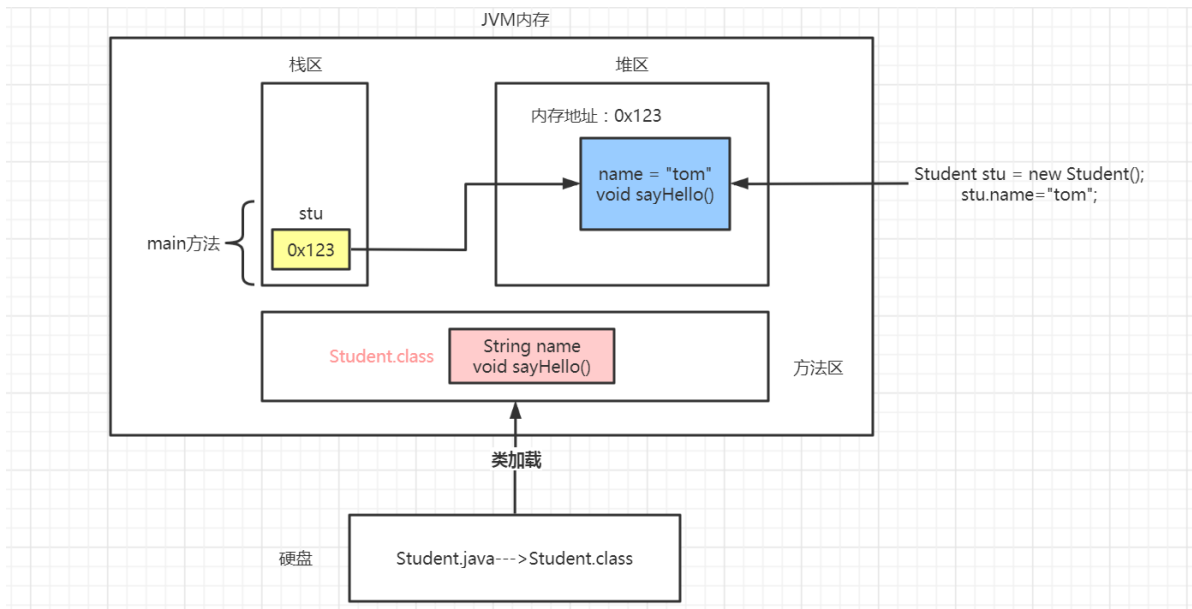 JVM内存
栈区
堆区
内存地址：0x123
name = "tom"
void sayHello()
Student stu = new Student();
stu.name="tom";
stu
0x123
main方法
Student.class
String name
void sayHello()
方法区
类加载
硬盘
Student.java--->Student.class